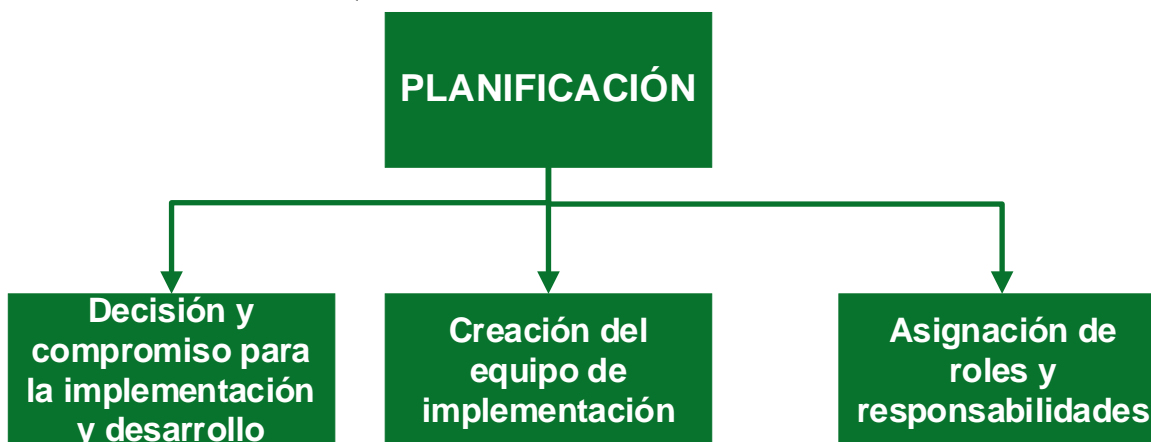 PLANIFICACIÓN
Decisión y
compromiso para
la implementación
y desarrollo
Creación del
equipo de
implementación
Asignación de
roles y
responsabilidades